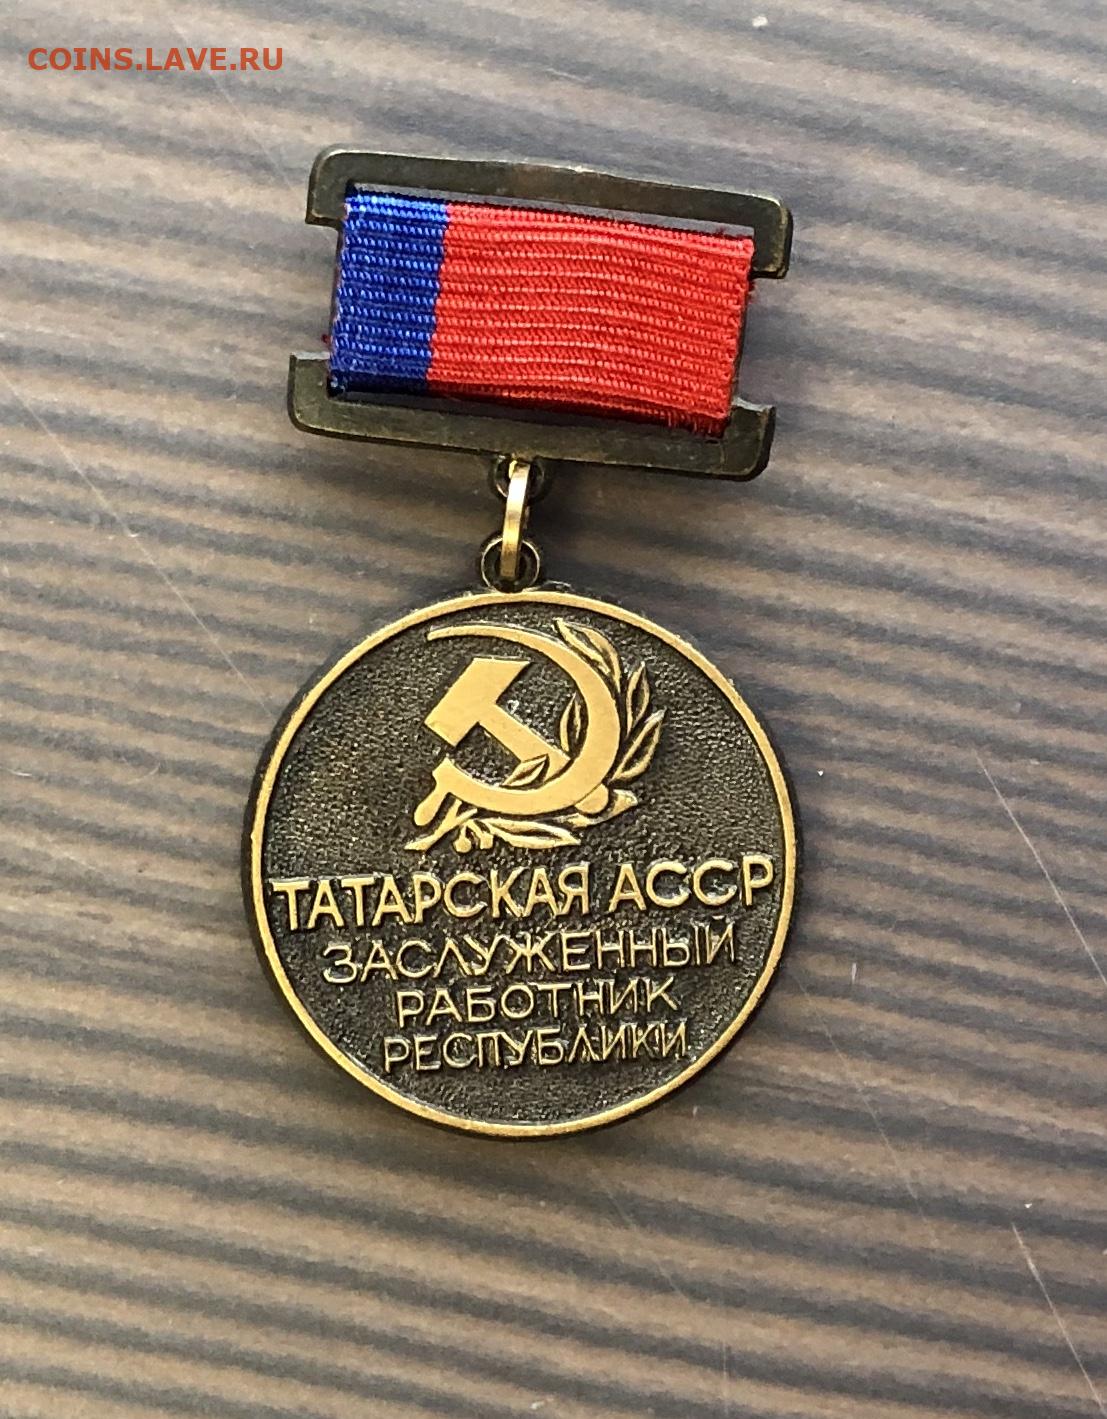 COINS.LAVE.RU
ТАТАРСКАЯ АССР
ЗАСЛУЖЕННЫЙ
РАБОТНИК
РЕСПУБЛИКИ